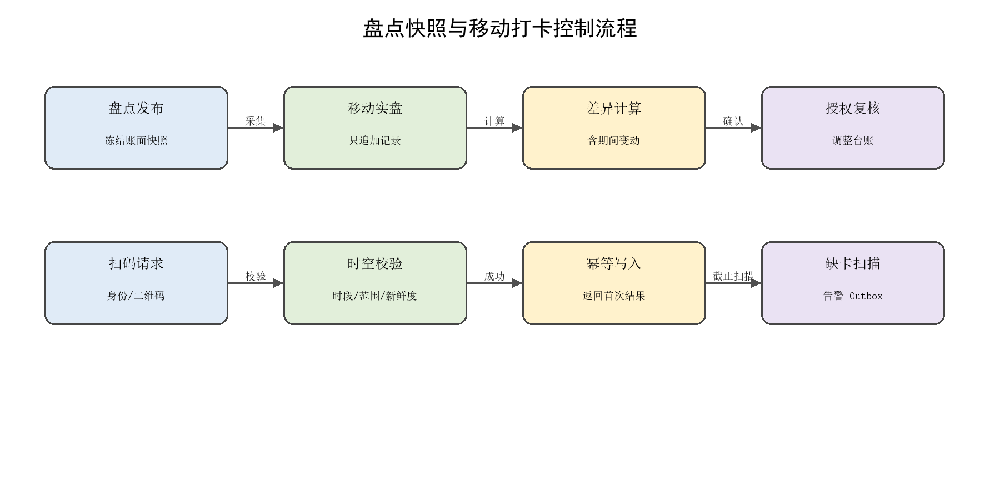 盘点快照与移动打卡控制流程
盘点发布
冻结账面快照
采集
移动实盘
只追加记录
计算
差异计算
含期间变动
确认
授权复核
调整台账
扫码请求
身份/二维码
校验
时空校验
时段/范围/新鲜度
成功
幂等写入
返回首次结果
截止扫描
缺卡扫描
告警+Outbox